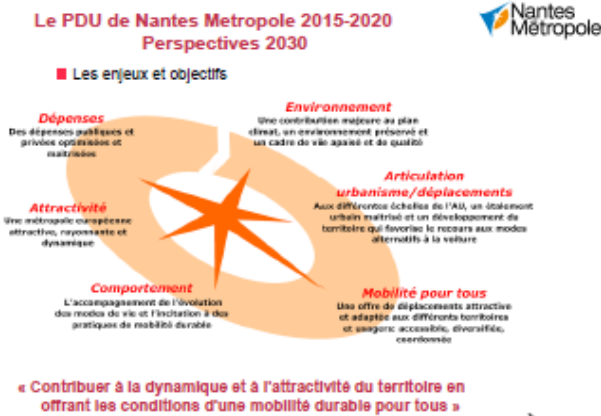 Le PDU de Nantes Metropole 2015-2020
Perspectives 2030
Nantes
Métropole
Les enjeux et objectifs
Environnement
Une contribution majeure au plan
climat, un environnement préservé et
un cadre de vie apaisé et de qualité
Dépenses
Des dépenses publiques et
privées optimisées et
maitrisées
Articulation
urbanisme/déplacements
Aux différentes échelles de l'AU, un étalement
urbain maitrisé et un développement du
territoire qui favorise le recours aux modes
alternatifs à la voiture
Attractivité
Une métropole européenne
attractive, rayonnante et
dynamique
Comportement
L'accompagnement de l'évolution
des modes de vie et l'incitation à des
pratiques de mobilité durable
Mobilité pour tous
Une offre de déplacements attractive
et adaptée aux différents territoires
et usagers: accessible, diversifiée,
coordonnée
« Contribuer à la dynamique et à l'attractivité du territoire en
offrant les conditions d'une mobilité durable pour tous »